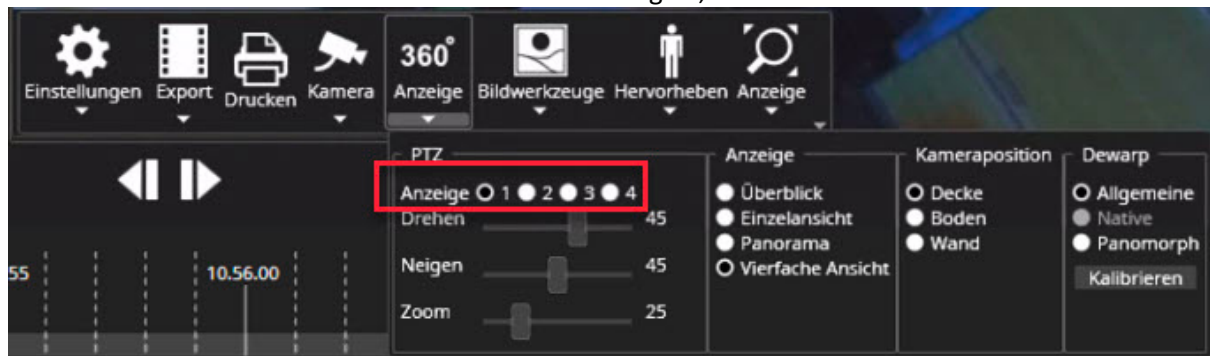 360°
Einstellungen Export Drucken Kamera Anzeige Bildwerkzeuge Hervorheben Anzeige
PTZ
Anzeige 1 2 3 4
Drehen 45
Neigen 45
Zoom 25
Anzeige
Überblick
Einzelansicht
Panorama
Vierfache Ansicht
Kameraposition
Decke
Boden
Wand
Dewarp
Allgemeine
Native
Panomorph
Kalibrieren
55 10.56.00